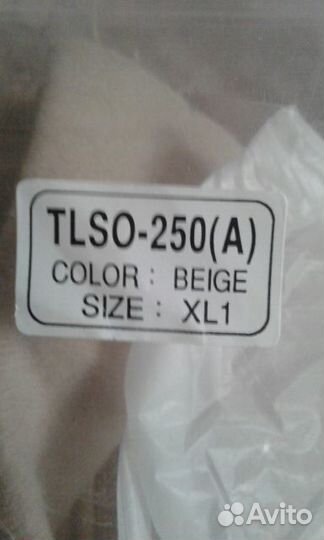 TLSO-250(A)
COLOR: BEIGE
SIZE: XL1
Avito